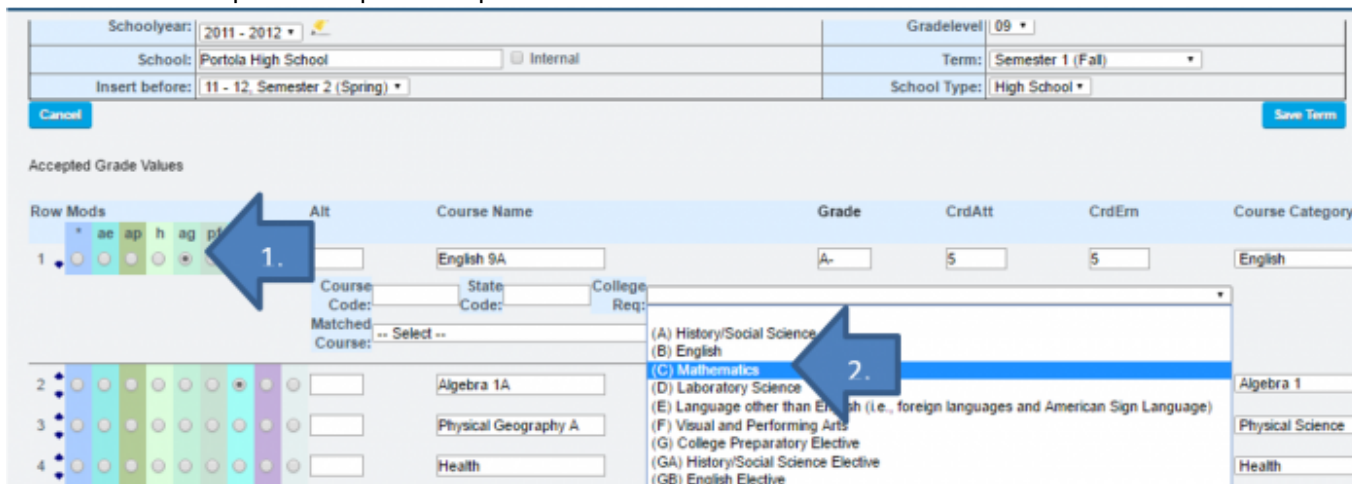 Schoolyear: 2011 - 2012 Gradelevel 09
School: Portola High School Internal Term: Semester 1 (Fall)
Insert before: 11 - 12, Semester 2 (Spring) School Type: High School
Cancel Save Term
Accepted Grade Values
Row Mods Alt Course Name Grade CrdAtt CrdErn Course Category
* ae ap h ag
1 1. English 9A A- 5 5 English
Course Code: State Code: College Req:
Matched Course: -- Select --
(A) History/Social Science
(B) English
(C) Mathematics 2.
(D) Laboratory Science
(E) Language other than English (i.e., foreign languages and American Sign Language)
(F) Visual and Performing Arts
(G) College Preparatory Elective
(GA) History/Social Science Elective
(GB) English Elective
2 Algebra 1A Algebra 1
3 Physical Geography A Physical Science
4 Health Health